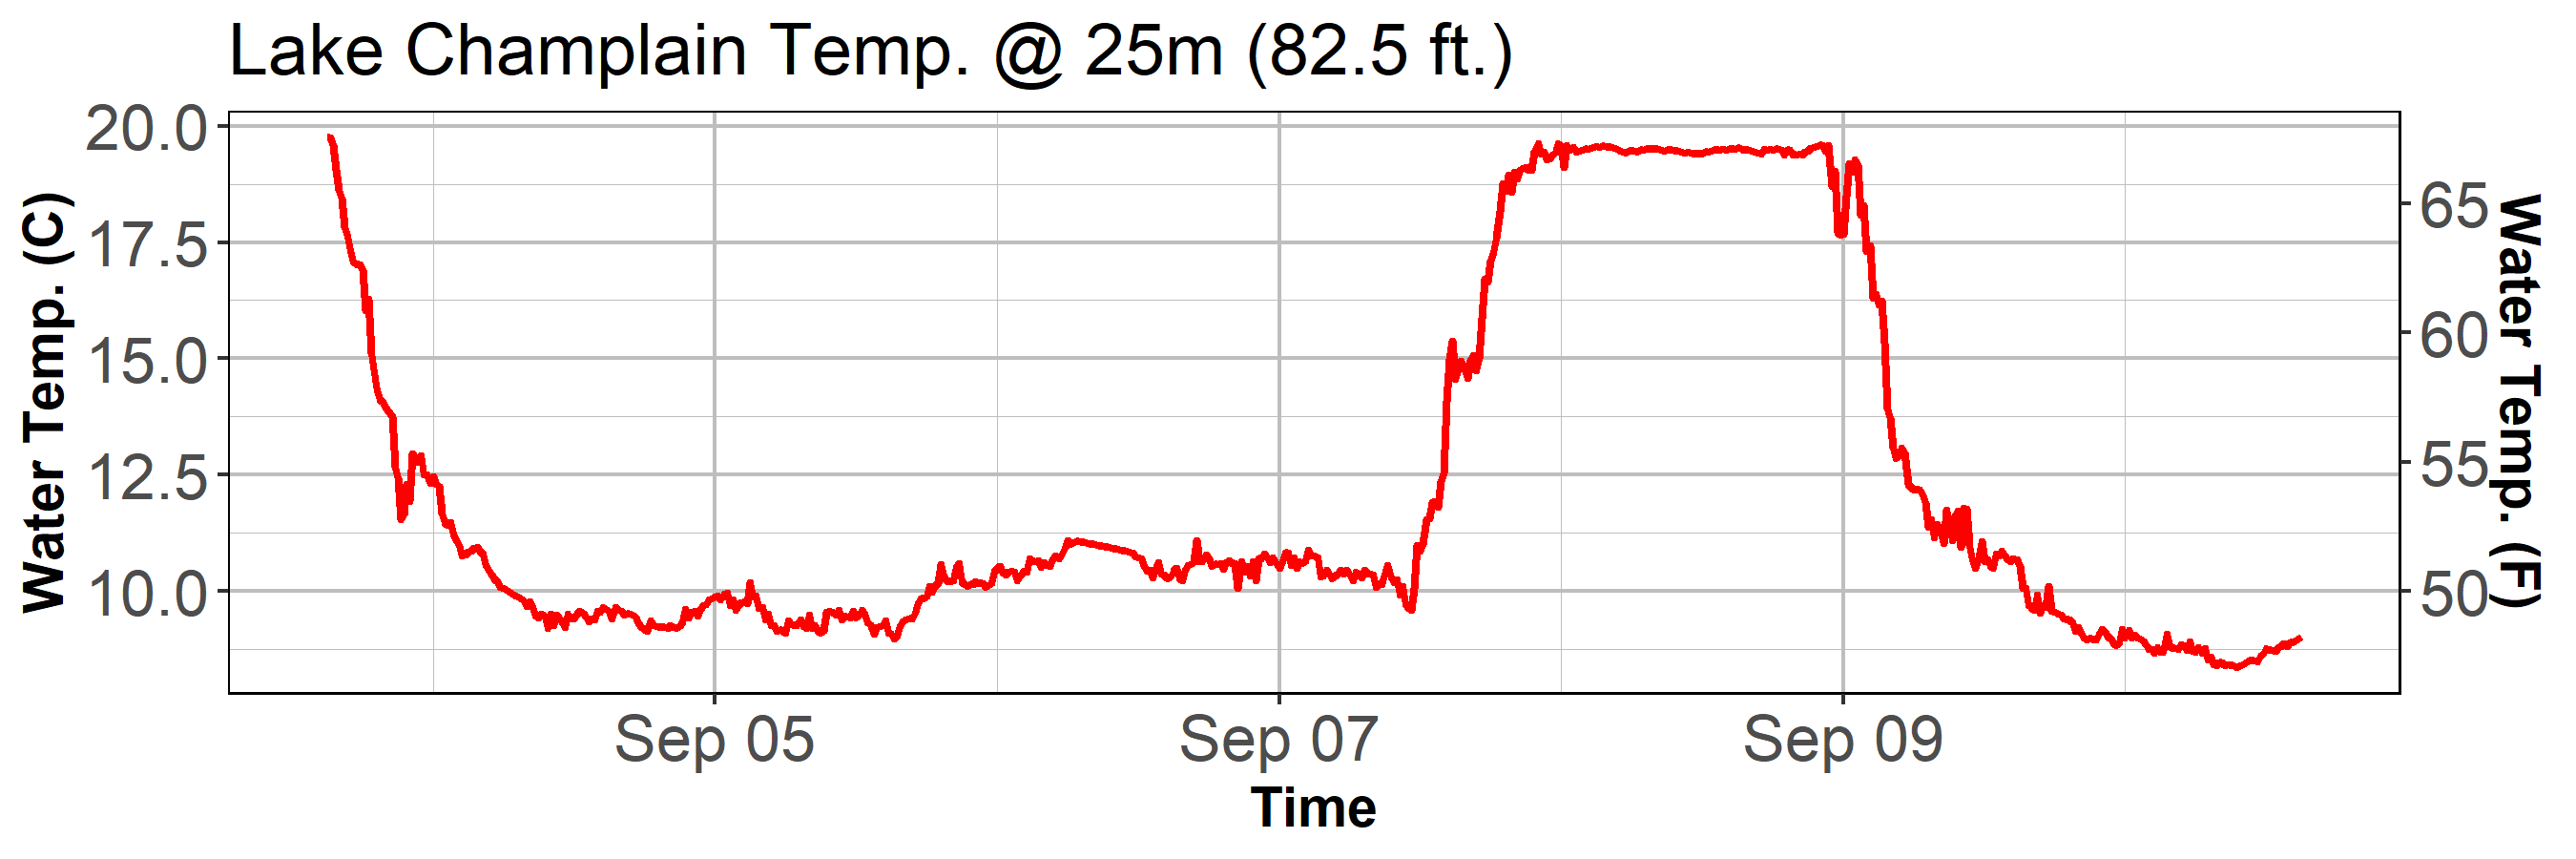 Lake Champlain Temp. @ 25m (82.5 ft.)
Water Temp. (C)
20.0
17.5
15.0
12.5
10.0
65
60
55
50
Water Temp. (F)
Sep 05
Sep 07
Sep 09
Time